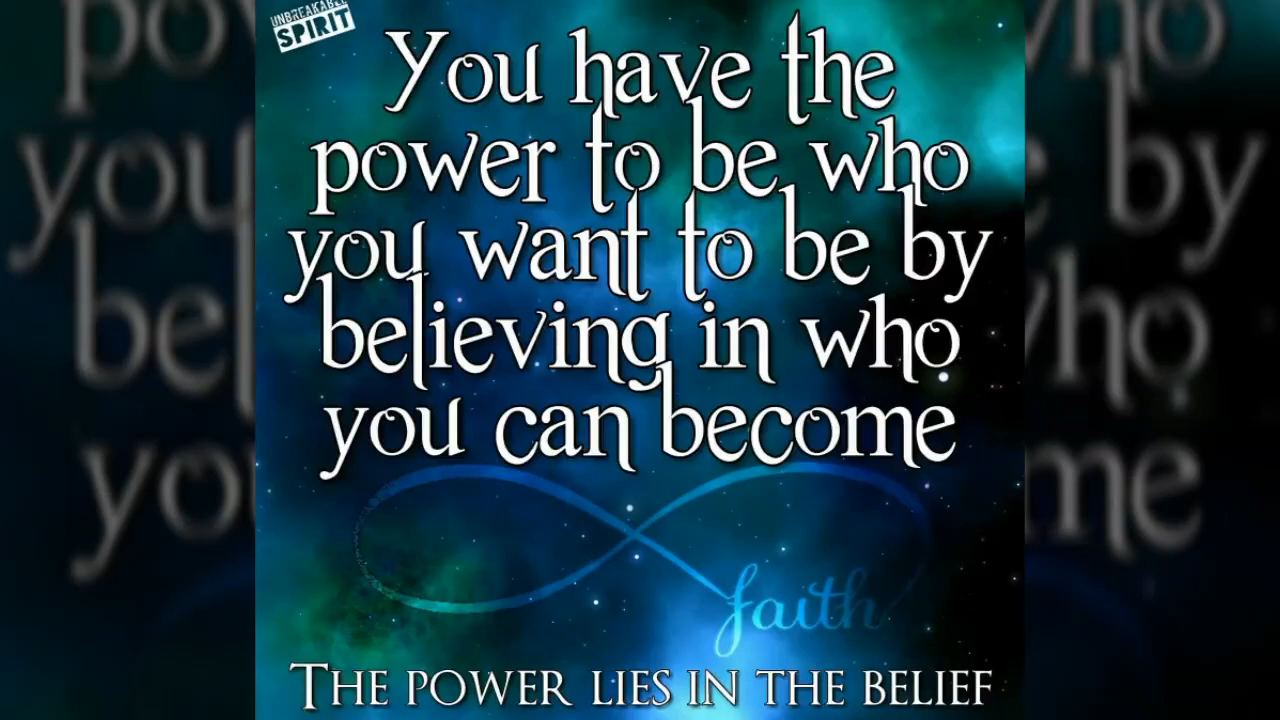 UNBREAKABLE
SPIRIT
You have the
power to be who
you want to be by
believing in who
you can become
faith
THE POWER LIES IN THE BELIEF